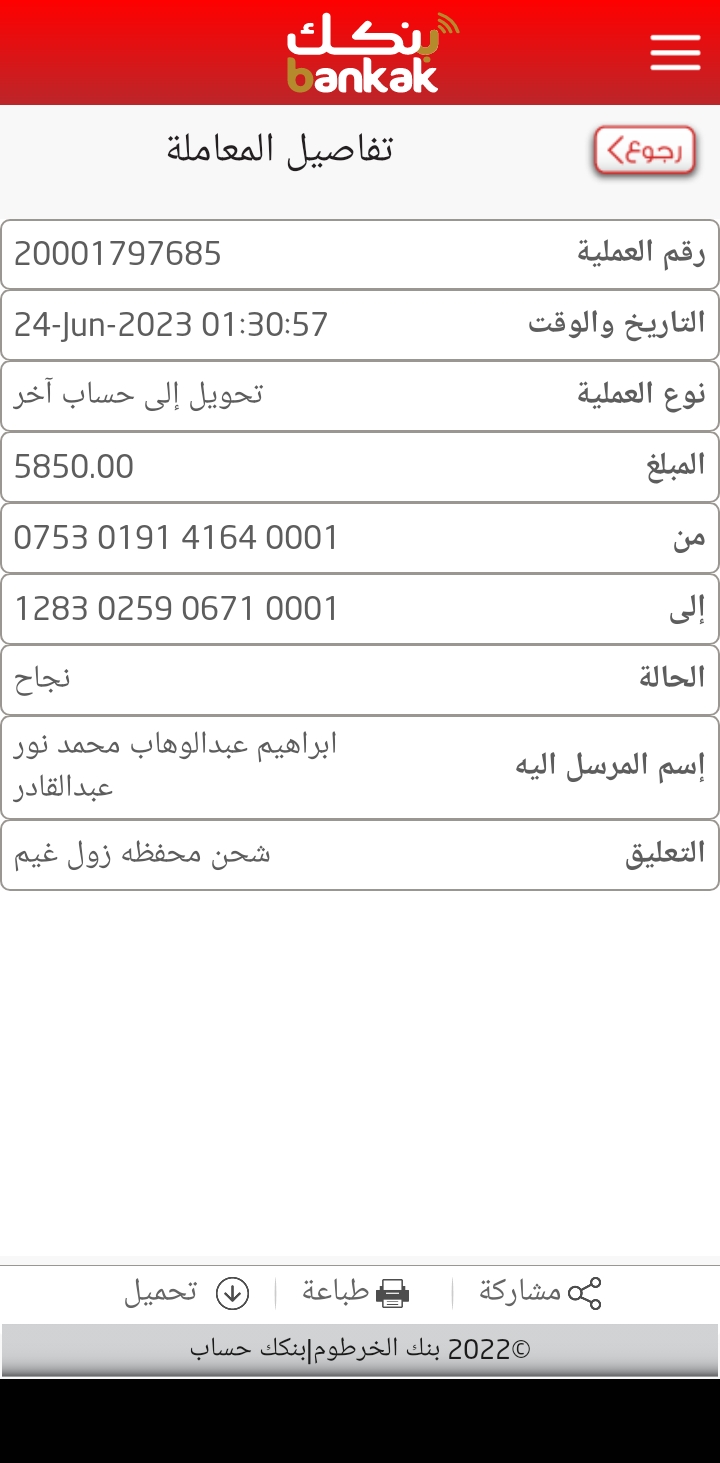 بنكك
bankak
رجوع
تفاصيل المعاملة
رقم العملية 20001797685
التاريخ والوقت 24-Jun-2023 01:30:57
نوع العملية تحويل إلى حساب آخر
المبلغ 5850.00
من 0753 0191 4164 0001
إلى 1283 0259 0671 0001
الحالة نجاح
إسم المرسل اليه ابراهيم عبدالوهاب محمد نور
عبدالقادر
التعليق شحن محفظه زول غيم
مشاركة طباعة تحميل
©2022 بنك الخرطوم|بنكك حساب